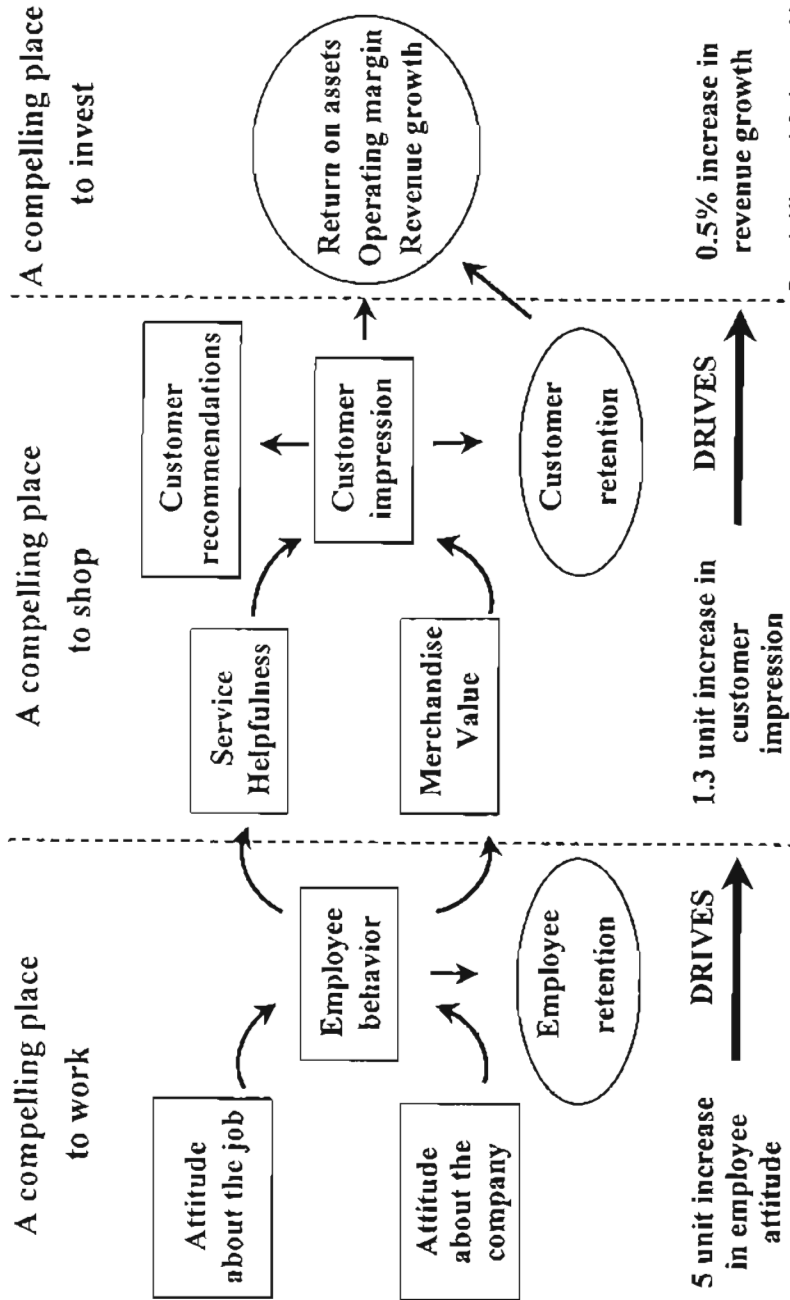 A compelling place
to work
A compelling place
to shop
A compelling place
to invest
Attitude
about the job
Attitude
about the
company
Employee
behavior
Employee
retention
Service
Helpfulness
Merchandise
Value
Customer
recommendations
Customer
impression
Customer
retention
Return on assets
Operating margin
Revenue growth
5 unit increase
in employee
attitude
DRIVES
1.3 unit increase in
customer
impression
DRIVES
0.5% increase in
revenue growth